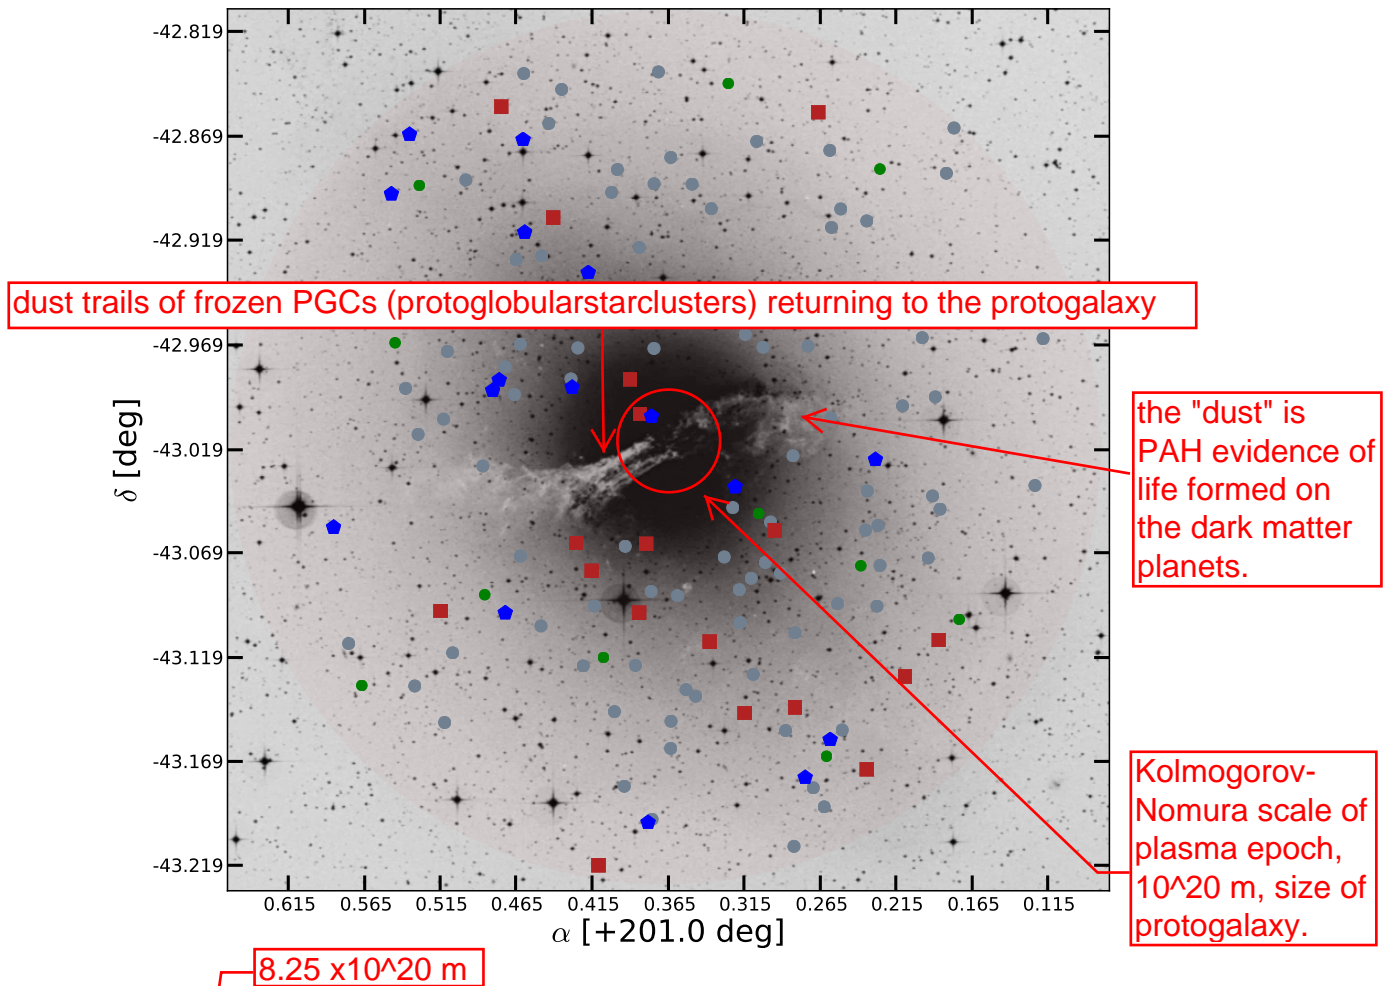 -42.819
-42.869
-42.919
dust trails of frozen PGCs (protoglobularstarclusters) returning to the protogalaxy
-42.969
-43.019
-43.069
-43.119
-43.169
-43.219
δ [deg]
the "dust" is
PAH evidence of
life formed on
the dark matter
planets.
Kolmogorov-
Nomura scale of
plasma epoch,
10^20 m, size of
protogalaxy.
0.615 0.565 0.515 0.465 0.415 0.365 0.315 0.265 0.215 0.165 0.115
α [+201.0 deg]
8.25 x10^20 m